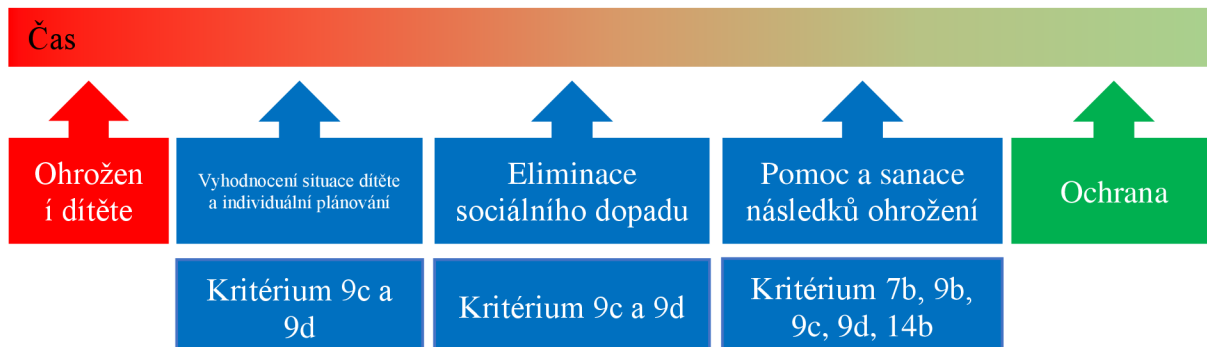 Čas
Ohrožen
í dítěte
Vyhodnocení situace dítěte
a individuální plánování
Eliminace
sociálního dopadu
Pomoc a sanace
následků ohrožení
Ochrana
Kritérium 9c a
9d
Kritérium 9c a 9d
Kritérium 7b, 9b,
9c, 9d, 14b